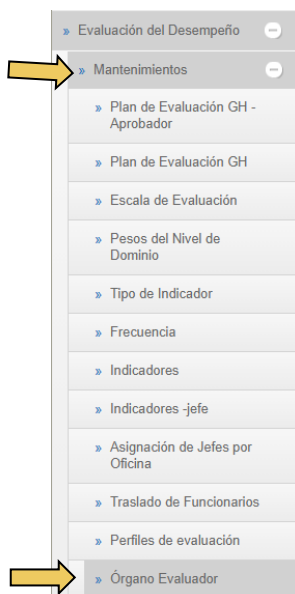 » Evaluación del Desempeño
» Mantenimientos
» Plan de Evaluación GH -
Aprobador
» Plan de Evaluación GH
» Escala de Evaluación
» Pesos del Nivel de
Dominio
» Tipo de Indicador
» Frecuencia
» Indicadores
» Indicadores -jefe
» Asignación de Jefes por
Oficina
» Traslado de Funcionarios
» Perfiles de evaluación
» Órgano Evaluador